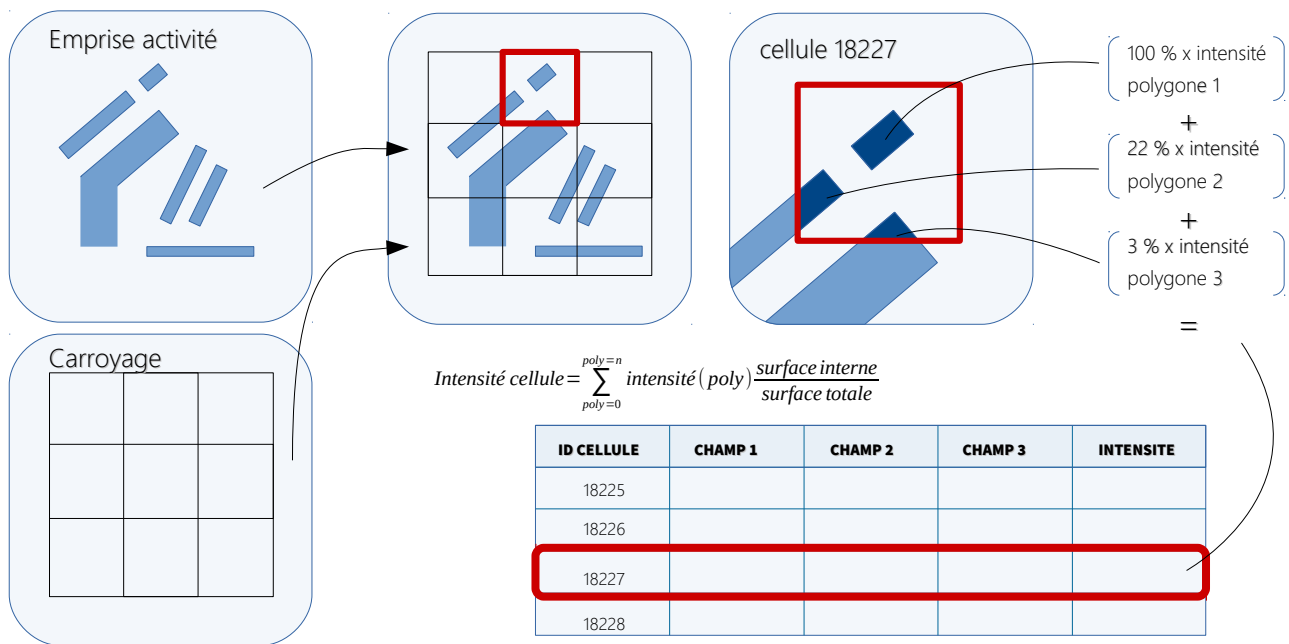 Emprise activité
cellule 18227
100 % x intensité
polygone 1
+
22 % x intensité
polygone 2
+
3 % x intensité
polygone 3
=
Carroyage
Intensité cellule = ∑ poly=0 poly=n intensité (poly) surface interne / surface totale
ID CELLULE CHAMP 1 CHAMP 2 CHAMP 3 INTENSITE
18225
18226
18227
18228